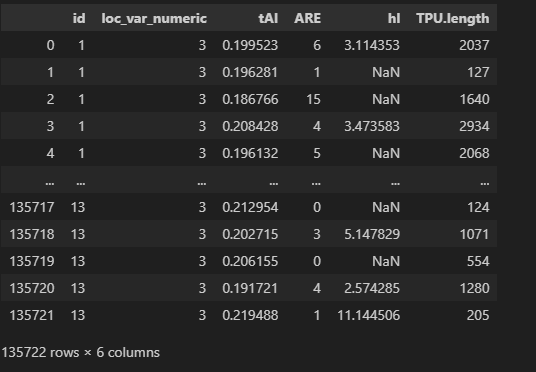 id loc_var_numeric tAI ARE hl TPU.length
0 1 3 0.199523 6 3.114353 2037
1 1 3 0.196281 1 NaN 127
2 1 3 0.186766 15 NaN 1640
3 1 3 0.208428 4 3.473583 2934
4 1 3 0.196132 5 NaN 2068
... ... ... ... ... ... ...
135717 13 3 0.212954 0 NaN 124
135718 13 3 0.202715 3 5.147829 1071
135719 13 3 0.206155 0 NaN 554
135720 13 3 0.191721 4 2.574285 1280
135721 13 3 0.219488 1 11.144506 205
135722 rows × 6 columns